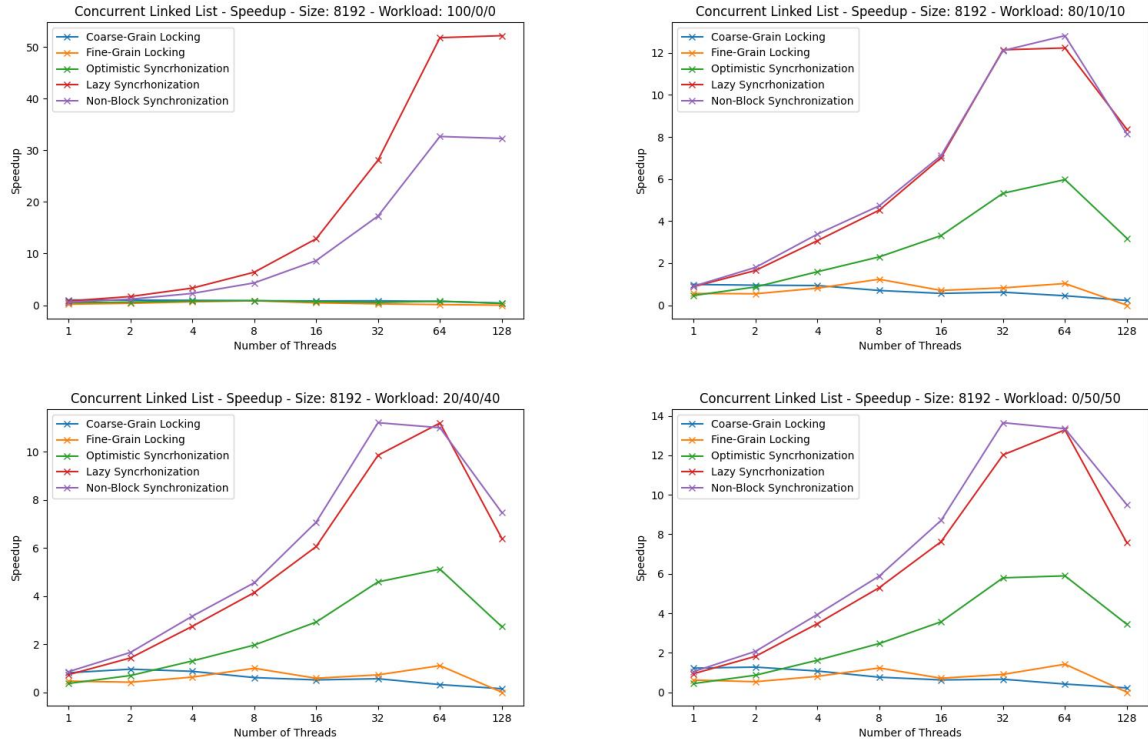 Concurrent Linked List - Speedup - Size: 8192 - Workload: 100/0/0
Coarse-Grain Locking
Fine-Grain Locking
Optimistic Syncrhonization
Lazy Syncrhonization
Non-Block Synchronization
Speedup
50
40
30
20
10
0
1 2 4 8 16 32 64 128
Number of Threads
Concurrent Linked List - Speedup - Size: 8192 - Workload: 80/10/10
Coarse-Grain Locking
Fine-Grain Locking
Optimistic Syncrhonization
Lazy Syncrhonization
Non-Block Synchronization
Speedup
12
10
8
6
4
2
0
1 2 4 8 16 32 64 128
Number of Threads
Concurrent Linked List - Speedup - Size: 8192 - Workload: 20/40/40
Coarse-Grain Locking
Fine-Grain Locking
Optimistic Syncrhonization
Lazy Syncrhonization
Non-Block Synchronization
Speedup
10
8
6
4
2
0
1 2 4 8 16 32 64 128
Number of Threads
Concurrent Linked List - Speedup - Size: 8192 - Workload: 0/50/50
Coarse-Grain Locking
Fine-Grain Locking
Optimistic Syncrhonization
Lazy Syncrhonization
Non-Block Synchronization
Speedup
14
12
10
8
6
4
2
0
1 2 4 8 16 32 64 128
Number of Threads